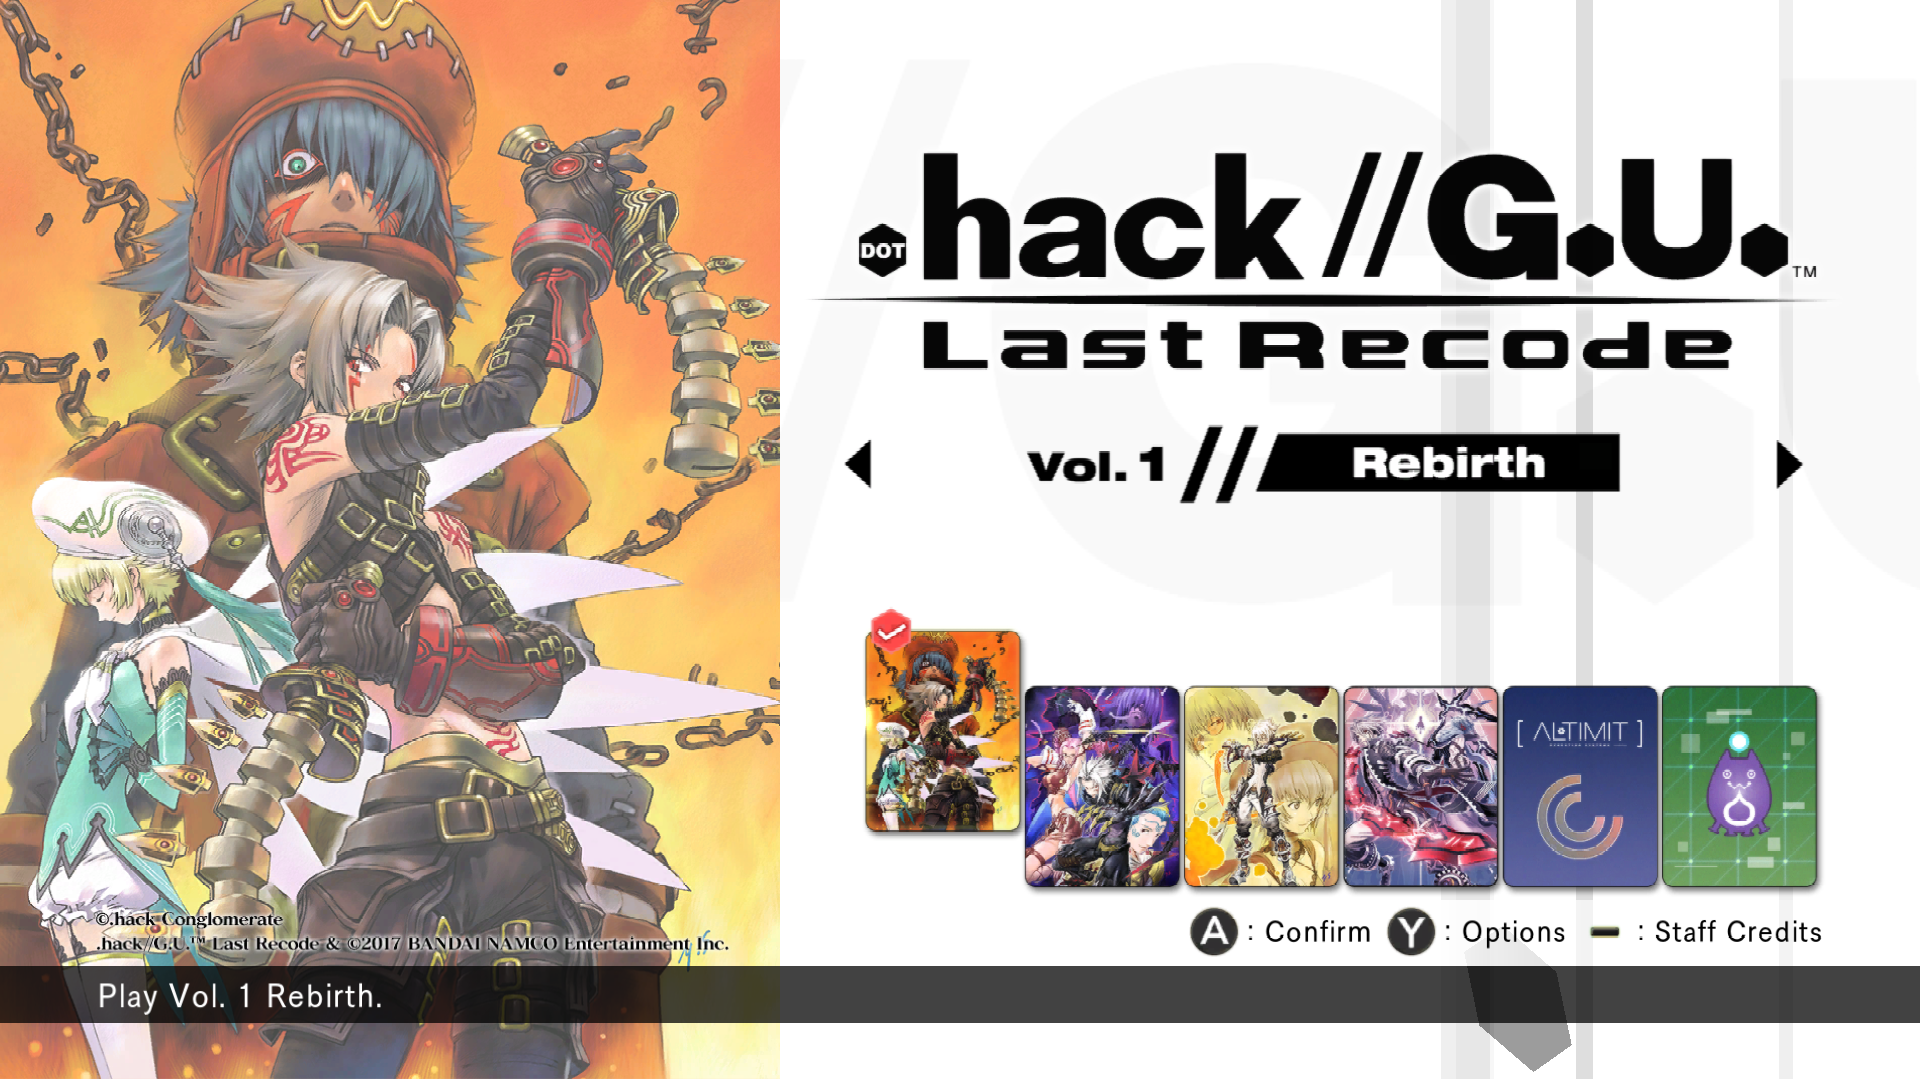 DOT .hack//G.U. TM
Last Recode
Vol. 1 // Rebirth
[ ALTIMIT ]
A : Confirm Y : Options - : Staff Credits
©.hack Conglomerate
.hack//G.U.™ Last Recode & ©2017 BANDAI NAMCO Entertainment Inc.
Play Vol. 1 Rebirth.